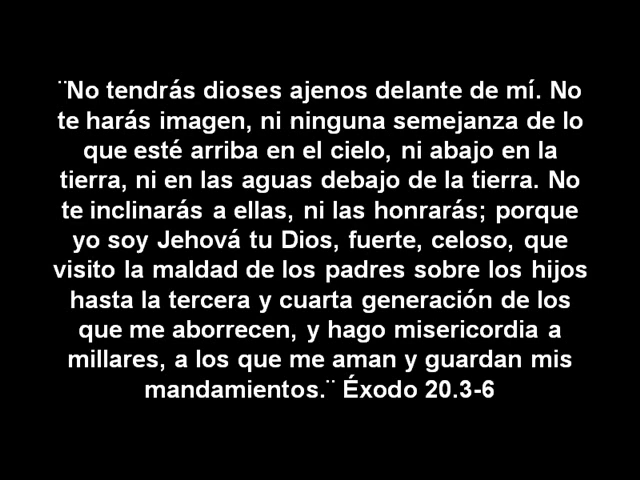 ¨No tendrás dioses ajenos delante de mí. No
te harás imagen, ni ninguna semejanza de lo
que esté arriba en el cielo, ni abajo en la
tierra, ni en las aguas debajo de la tierra. No
te inclinarás a ellas, ni las honrarás; porque
yo soy Jehová tu Dios, fuerte, celoso, que
visito la maldad de los padres sobre los hijos
hasta la tercera y cuarta generación de los
que me aborrecen, y hago misericordia a
millares, a los que me aman y guardan mis
mandamientos.¨ Éxodo 20.3-6